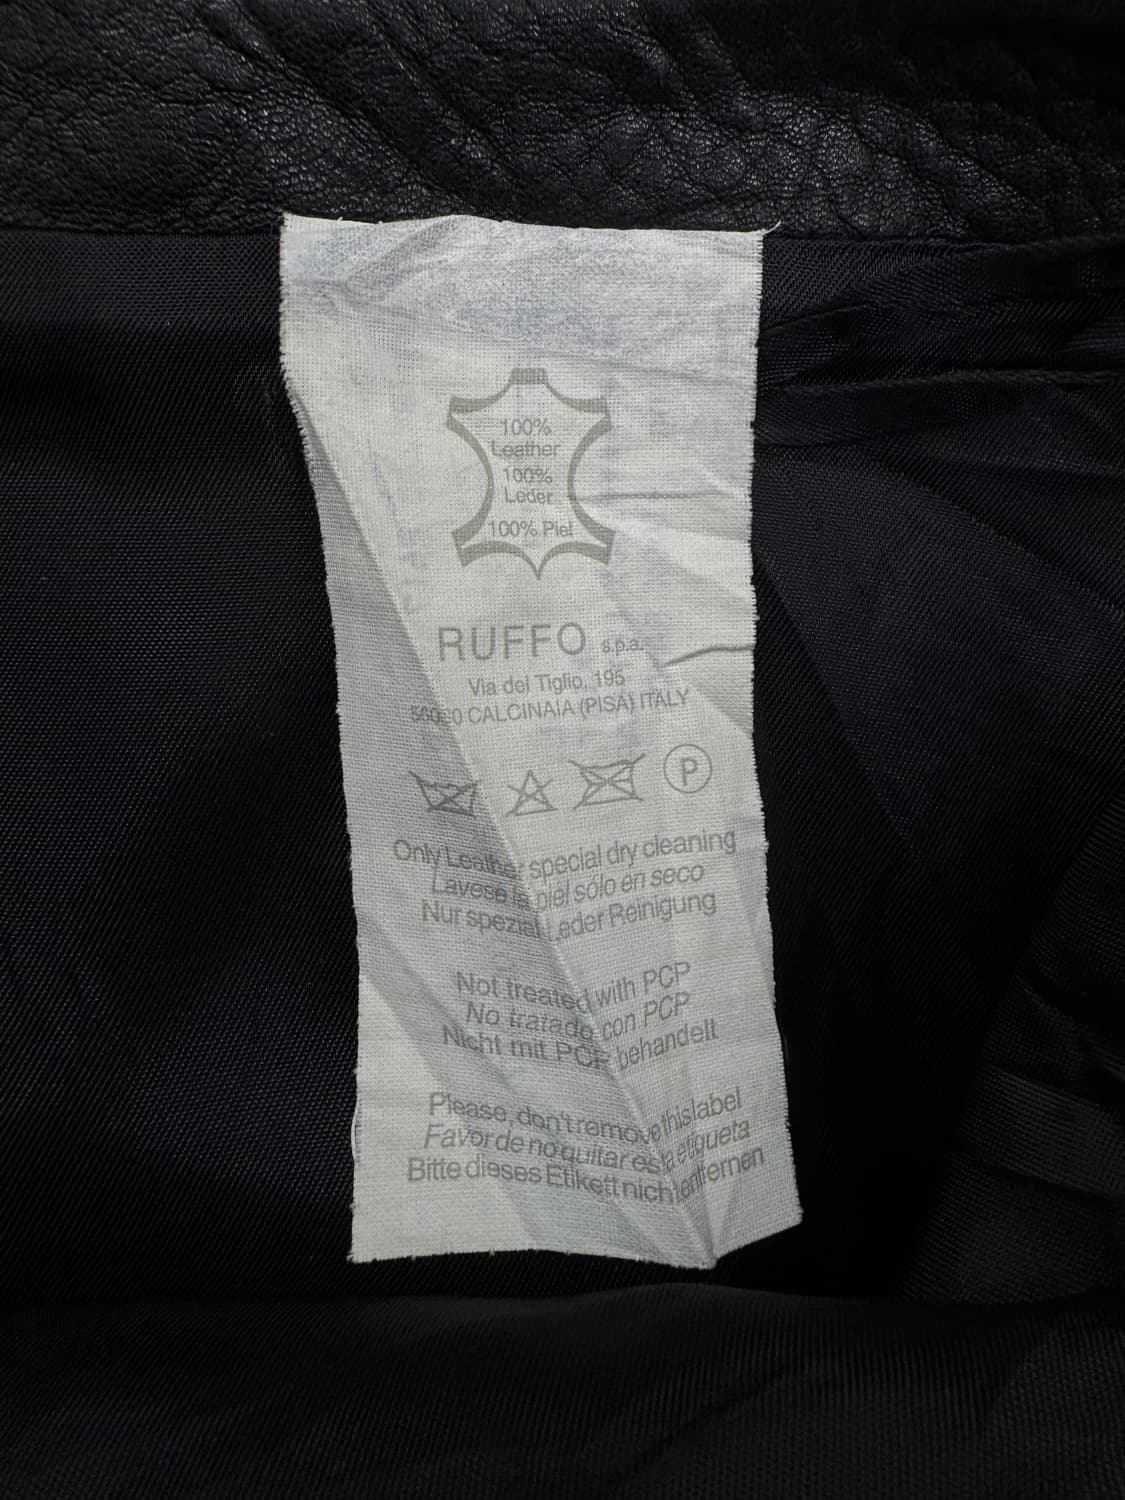 100%
Leather
100%
Leder
100% Piel
RUFFO s.p.a.
Via del Tiglio, 195
56020 CALCINAIA (PISA) ITALY
P
Only Leather special dry cleaning
Lavese la piel sólo en seco
Nur spezial Leder Reinigung
Not treated with PCP
No tratado con PCP
Nicht mit PCP behandelt
Please, don't remove this label
Favor de no quitar esta etiqueta
Bitte dieses Etikett nicht entfernen